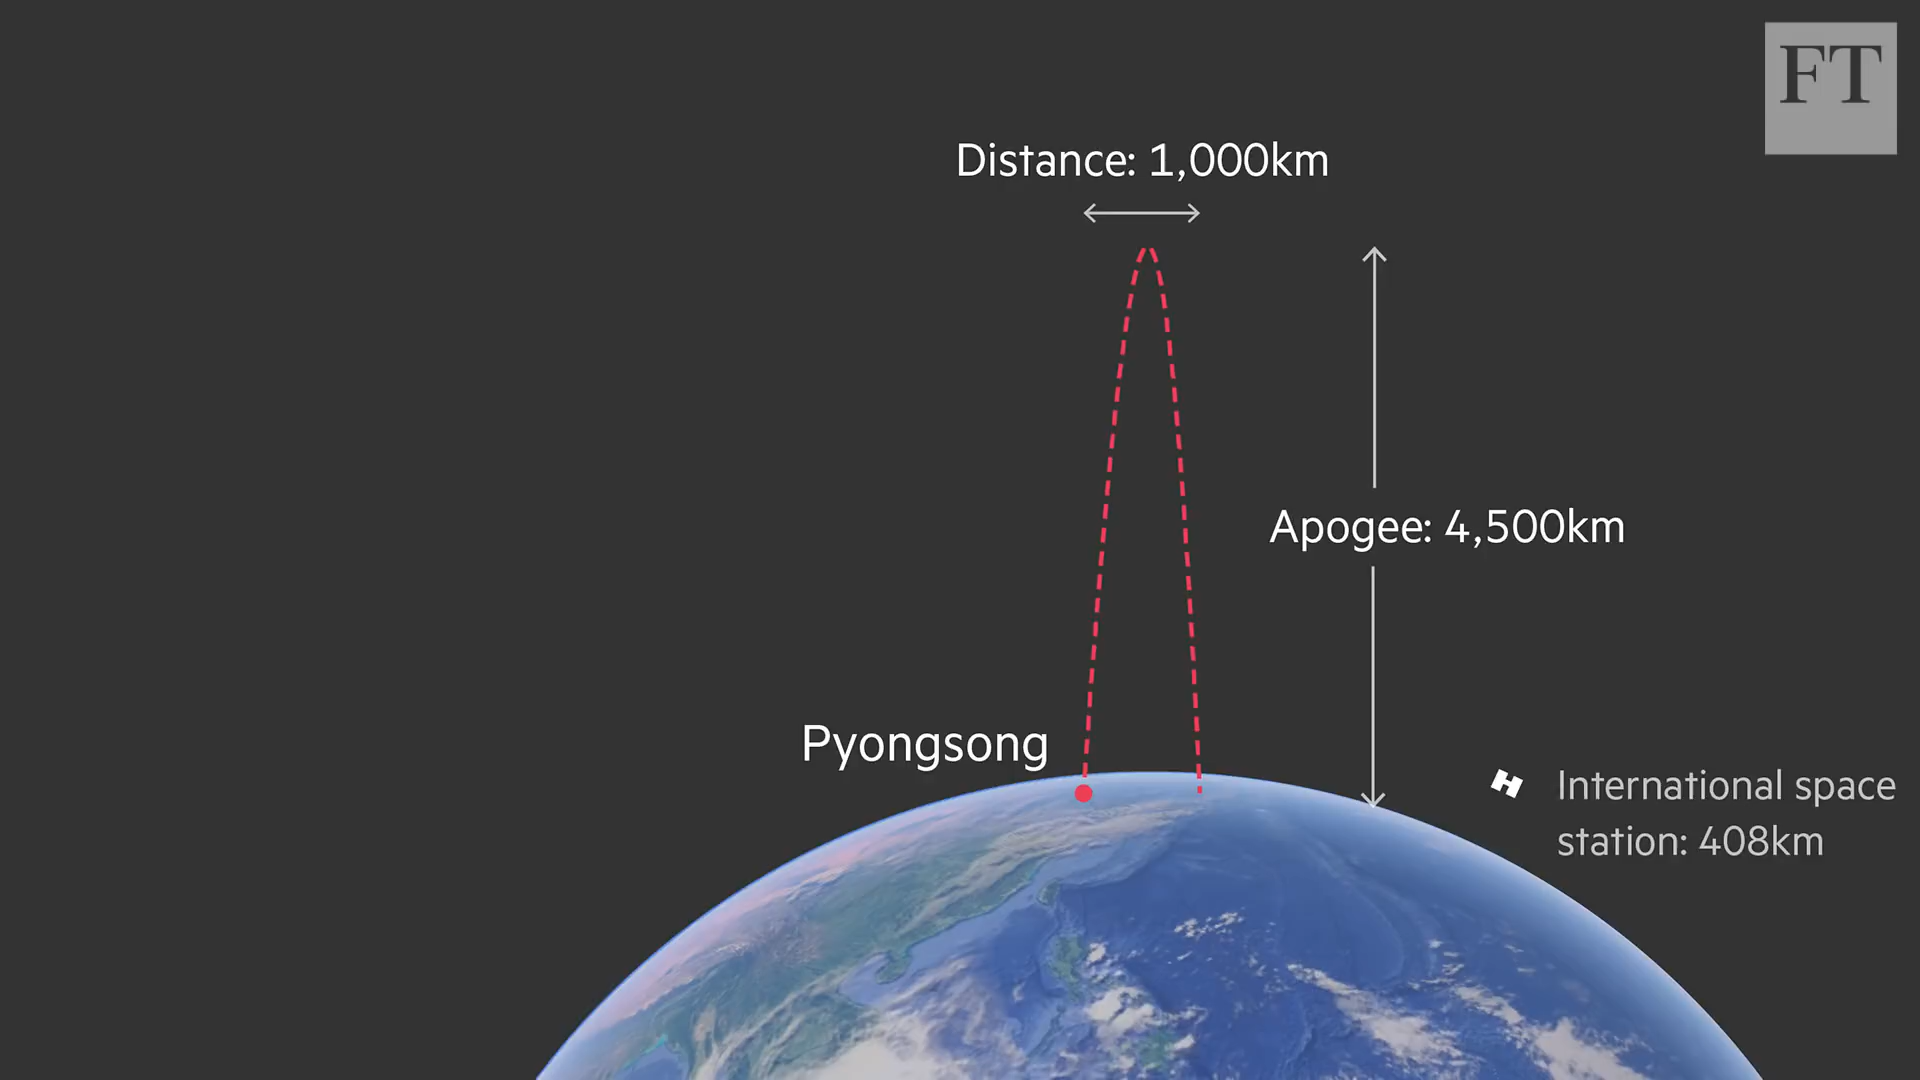 FT
Distance: 1,000km
Apogee: 4,500km
Pyongsong
International space
station: 408km